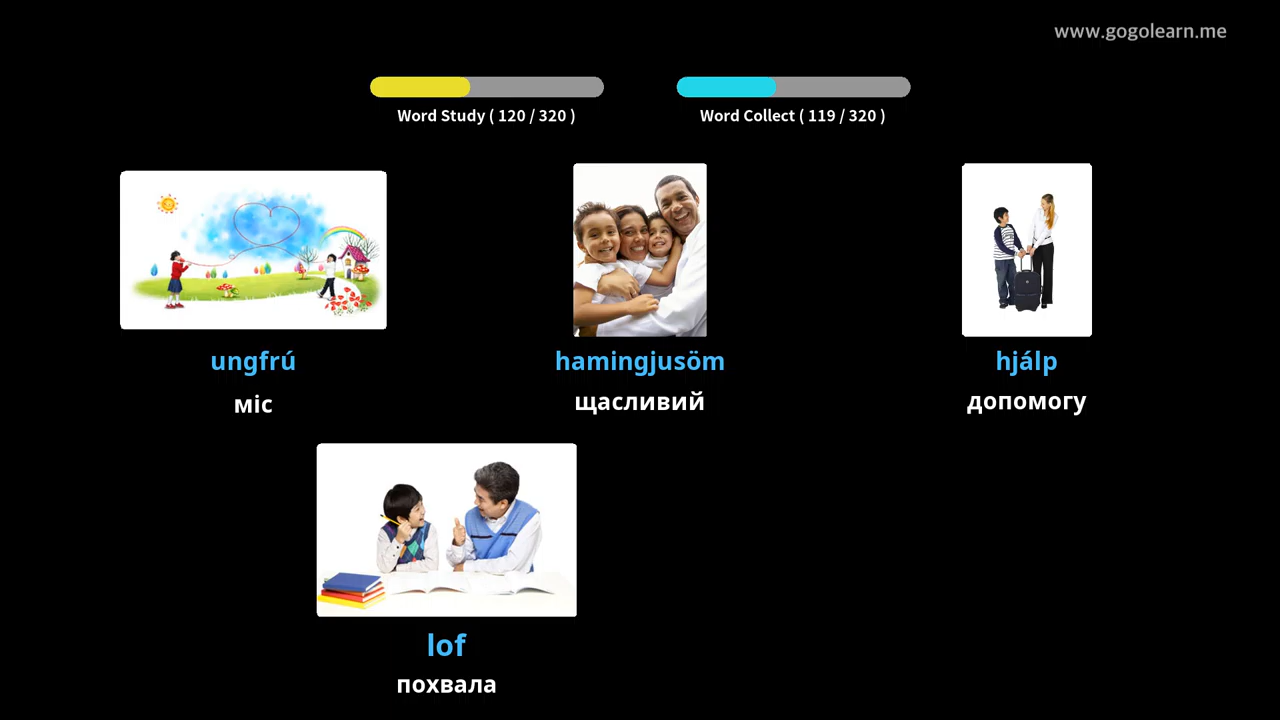 www.gogolearn.me
Word Study ( 120 / 320 )
Word Collect ( 119 / 320 )
ungfrú
hamingjusöm
hjálp
міс
щасливий
допомогу
lof
похвала